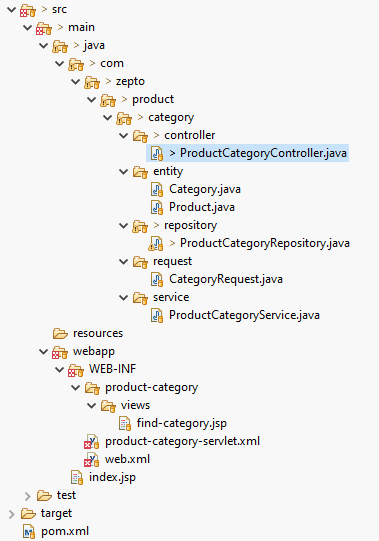 > src
> main
> java
> com
> zepto
> product
> category
> controller
> ProductCategoryController.java
entity
Category.java
Product.java
> repository
> ProductCategoryRepository.java
request
CategoryRequest.java
service
ProductCategoryService.java
resources
webapp
WEB-INF
product-category
views
find-category.jsp
product-category-servlet.xml
web.xml
index.jsp
test
target
pom.xml